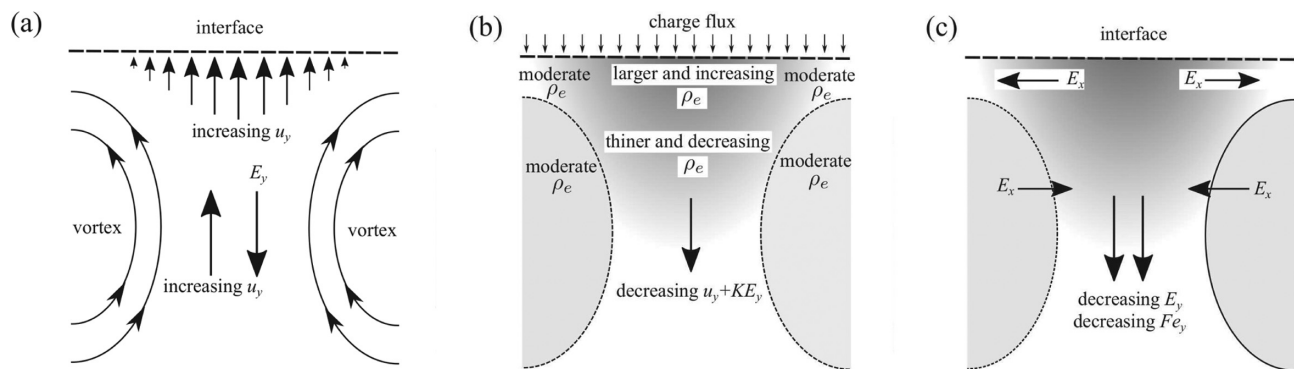 (a)
interface
increasing u_y
E_y
vortex
vortex
increasing u_y
(b)
charge flux
moderate
ρ_e
larger and increasing
ρ_e
moderate
ρ_e
thiner and decreasing
ρ_e
moderate
ρ_e
moderate
ρ_e
decreasing u_y+KE_y
(c)
interface
E_x
E_x
E_x
E_x
decreasing E_y
decreasing Fe_y